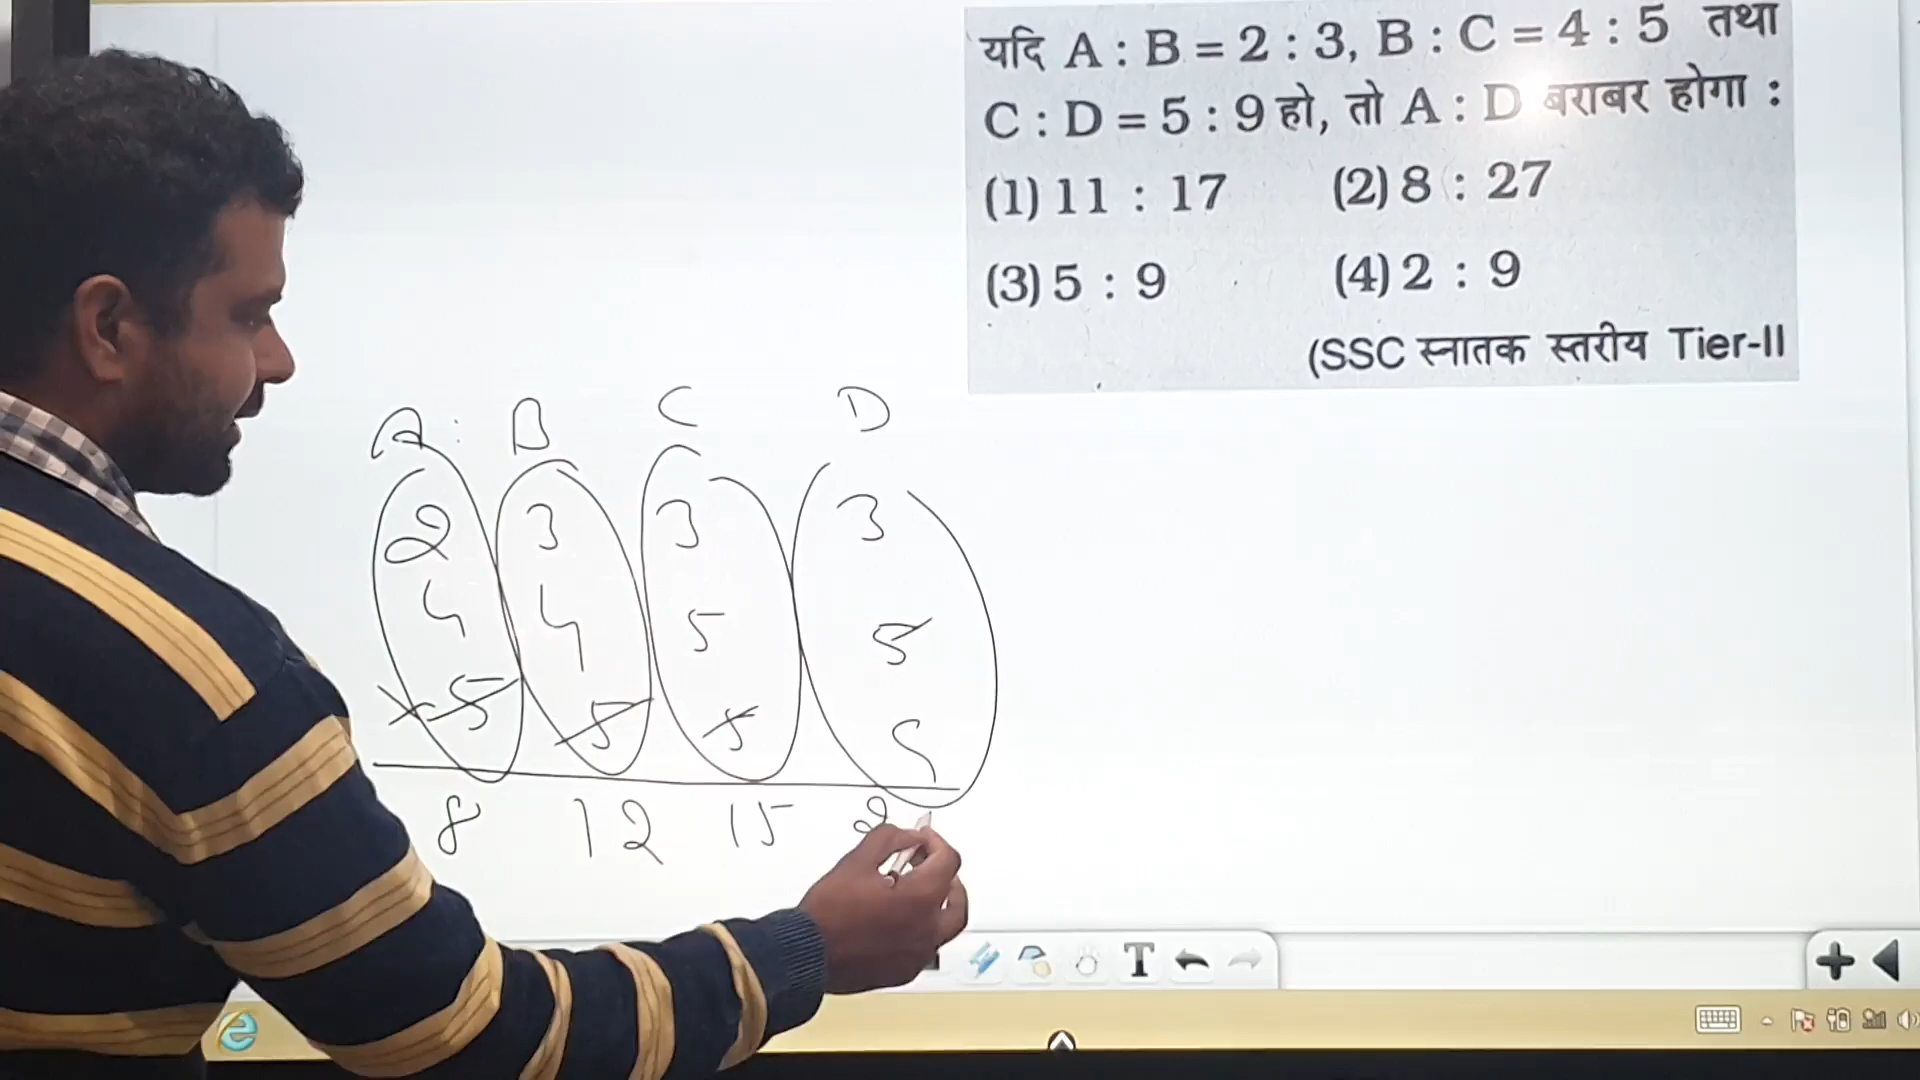 यदि A : B = 2 : 3, B : C = 4 : 5 तथा
C : D = 5 : 9 हो, तो A : D बराबर होगा :
(1) 11 : 17 (2) 8 : 27
(3) 5 : 9 (4) 2 : 9
(SSC स्नातक स्तरीय Tier-II
A : B C D
2 3 3 3
4 4 5 5
5 5 5 9
8 12 15 2
T